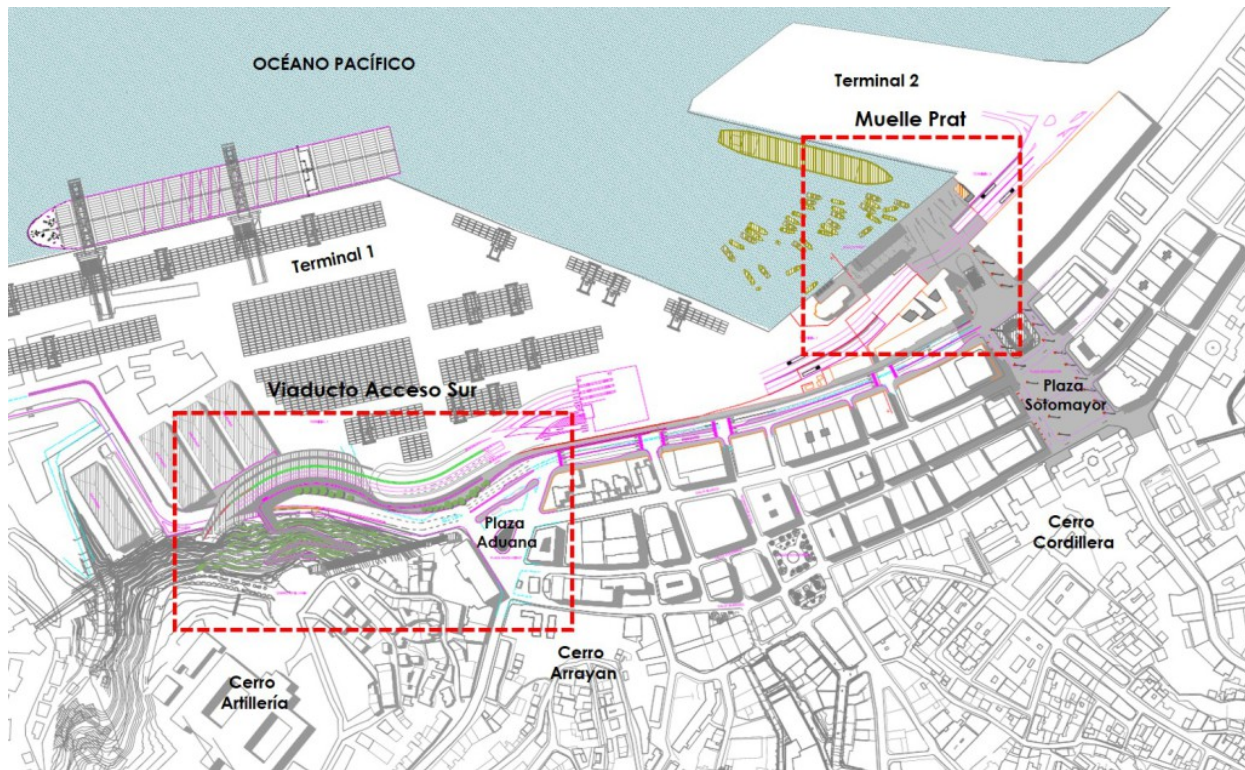 OCÉANO PACÍFICO
Terminal 2
Muelle Prat
Terminal 1
Viaducto Acceso Sur
Plaza
Sotomayor
Plaza
Aduana
Cerro
Cordillera
Cerro
Arrayan
Cerro
Artillería